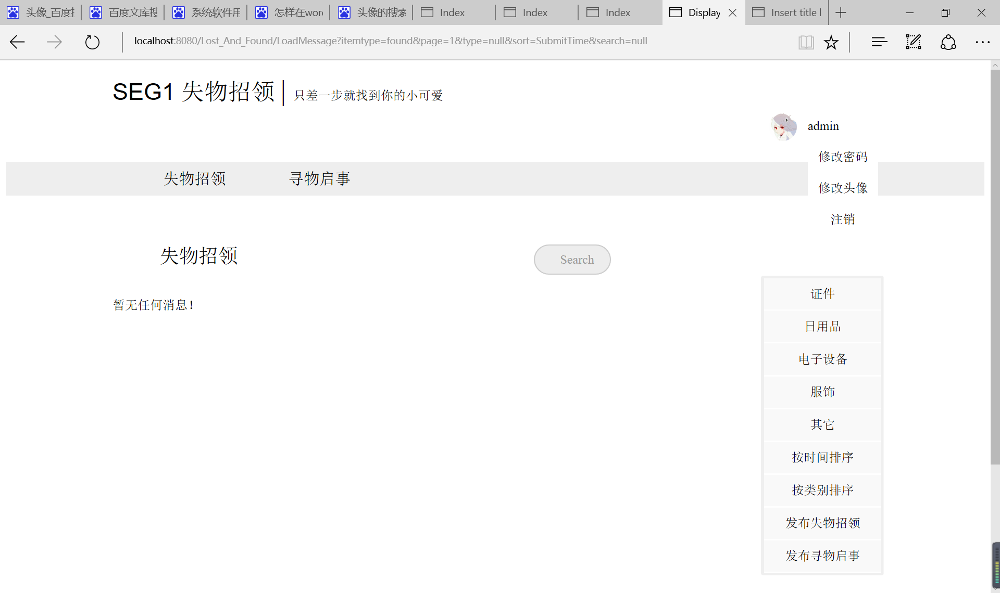 头像_百度 百度文库搜 系统软件用 怎样在wor 头像的搜索 Index Index Index Display Insert title
localhost:8080/Lost_And_Found/LoadMessage?itemtype=found&page=1&type=null&sort=SubmitTime&search=null
SEG1 失物招领 | 只差一步就找到你的小可爱
admin
修改密码
失物招领 寻物启事
修改头像
注销
失物招领 Search
证件
暂无任何消息！
日用品
电子设备
服饰
其它
按时间排序
按类别排序
发布失物招领
发布寻物启事